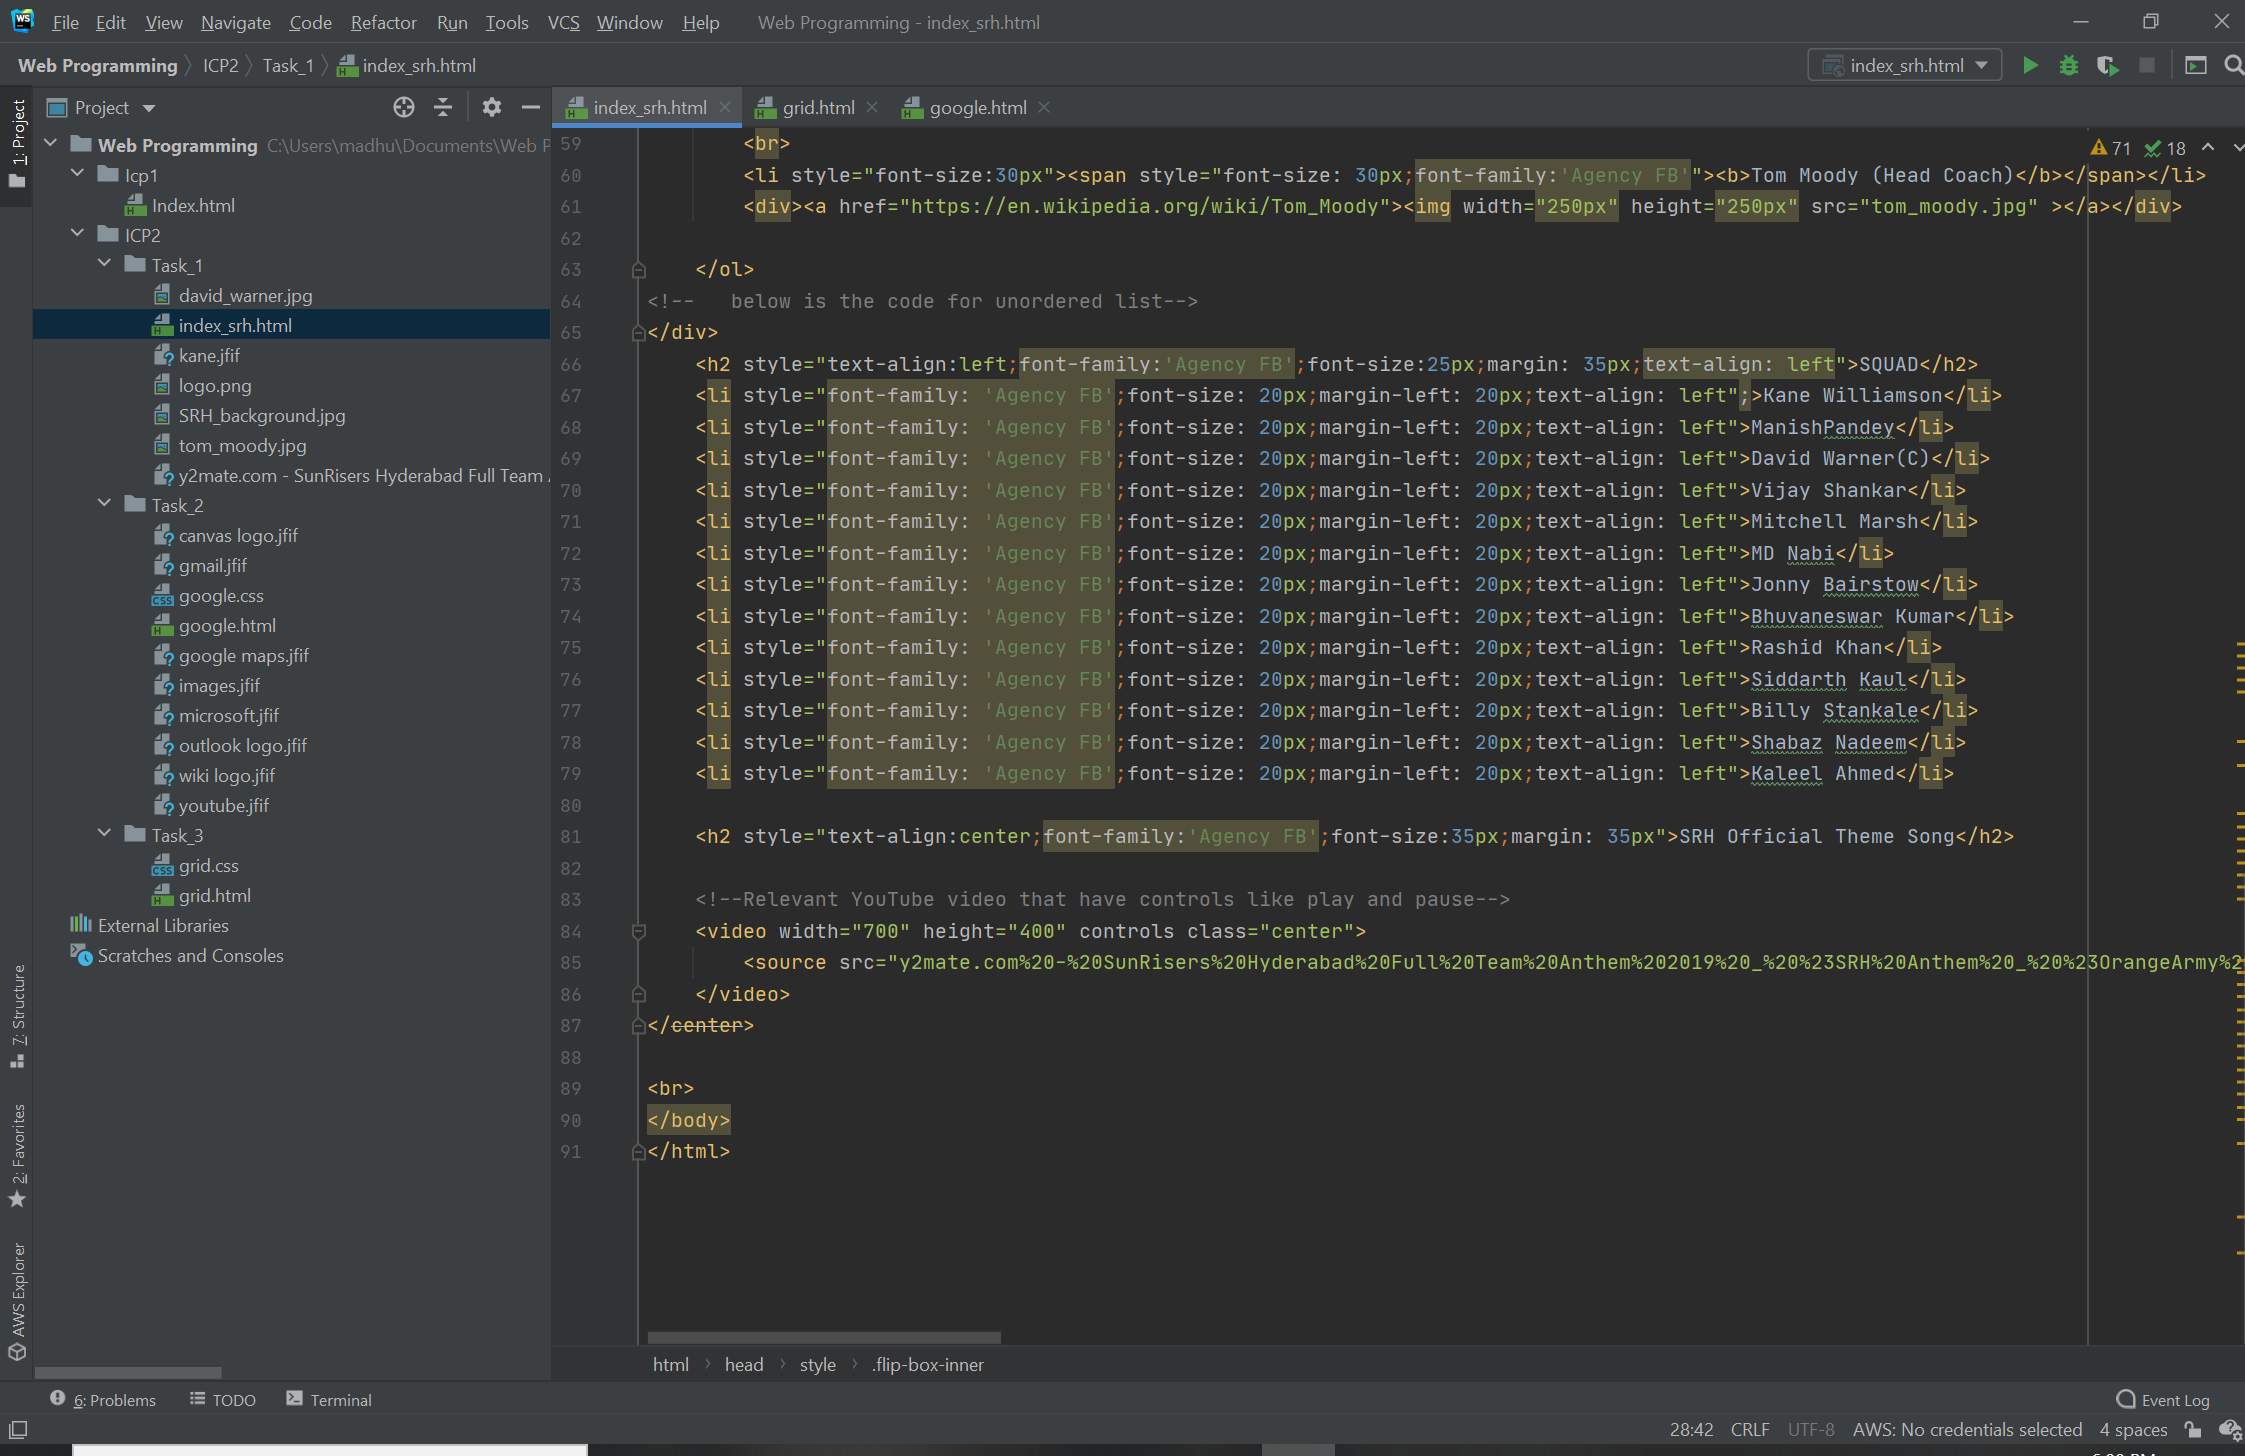 File Edit View Navigate Code Refactor Run Tools VCS Window Help Web Programming - index_srh.html
Web Programming ICP2 Task_1 index_srh.html index_srh.html
1: Project
Project
index_srh.html grid.html google.html
Web Programming C:\Users\madhu\Documents\Web P
Icp1
Index.html
ICP2
Task_1
david_warner.jpg
index_srh.html
kane.jfif
logo.png
SRH_background.jpg
tom_moody.jpg
y2mate.com - SunRisers Hyderabad Full Team
Task_2
canvas logo.jfif
gmail.jfif
google.css
google.html
google maps.jfif
images.jfif
microsoft.jfif
outlook logo.jfif
wiki logo.jfif
youtube.jfif
Task_3
grid.css
grid.html
External Libraries
Scratches and Consoles
7: Structure
2: Favorites
AWS Explorer
71 18
59 <br>
60 <li style="font-size:30px"><span style="font-size: 30px;font-family:'Agency FB'"><b>Tom Moody (Head Coach)</b></span></li>
61 <div><a href="https://en.wikipedia.org/wiki/Tom_Moody"><img width="250px" height="250px" src="tom_moody.jpg" ></a></div>
62
63 </ol>
64 <!-- below is the code for unordered list-->
65 </div>
66 <h2 style="text-align:left;font-family:'Agency FB';font-size:25px;margin: 35px;text-align: left">SQUAD</h2>
67 <li style="font-family: 'Agency FB';font-size: 20px;margin-left: 20px;text-align: left";>Kane Williamson</li>
68 <li style="font-family: 'Agency FB';font-size: 20px;margin-left: 20px;text-align: left">ManishPandey</li>
69 <li style="font-family: 'Agency FB';font-size: 20px;margin-left: 20px;text-align: left">David Warner(C)</li>
70 <li style="font-family: 'Agency FB';font-size: 20px;margin-left: 20px;text-align: left">Vijay Shankar</li>
71 <li style="font-family: 'Agency FB';font-size: 20px;margin-left: 20px;text-align: left">Mitchell Marsh</li>
72 <li style="font-family: 'Agency FB';font-size: 20px;margin-left: 20px;text-align: left">MD Nabi</li>
73 <li style="font-family: 'Agency FB';font-size: 20px;margin-left: 20px;text-align: left">Jonny Bairstow</li>
74 <li style="font-family: 'Agency FB';font-size: 20px;margin-left: 20px;text-align: left">Bhuvaneswar Kumar</li>
75 <li style="font-family: 'Agency FB';font-size: 20px;margin-left: 20px;text-align: left">Rashid Khan</li>
76 <li style="font-family: 'Agency FB';font-size: 20px;margin-left: 20px;text-align: left">Siddarth Kaul</li>
77 <li style="font-family: 'Agency FB';font-size: 20px;margin-left: 20px;text-align: left">Billy Stankale</li>
78 <li style="font-family: 'Agency FB';font-size: 20px;margin-left: 20px;text-align: left">Shabaz Nadeem</li>
79 <li style="font-family: 'Agency FB';font-size: 20px;margin-left: 20px;text-align: left">Kaleel Ahmed</li>
80
81 <h2 style="text-align:center;font-family:'Agency FB';font-size:35px;margin: 35px">SRH Official Theme Song</h2>
82
83 <!--Relevant YouTube video that have controls like play and pause-->
84 <video width="700" height="400" controls class="center">
85 <source src="y2mate.com%20-%20SunRisers%20Hyderabad%20Full%20Team%20Anthem%202019%20_%20%23SRH%20Anthem%20_%20%23OrangeArmy%2
86 </video>
87 </center>
88
89 <br>
90 </body>
91 </html>
html head style .flip-box-inner
6: Problems TODO Terminal Event Log
28:42 CRLF UTF-8 AWS: No credentials selected 4 spaces